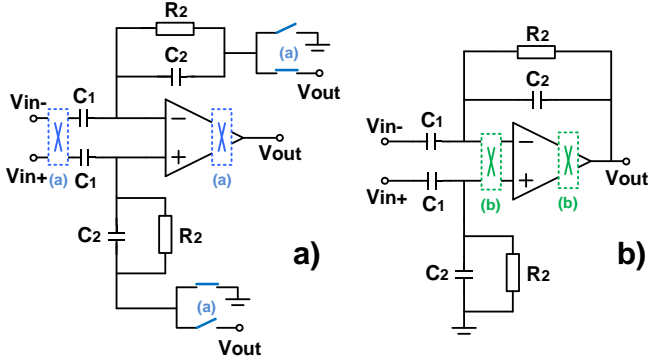 R2
(a)
C2
Vout
Vin-
C1
Vin+
(a)
C1
−
+
(a)
Vout
C2
R2
a)
(a)
Vout
R2
C2
Vin-
C1
Vin+
C1
−
+
(b)
(b)
Vout
C2
R2
b)